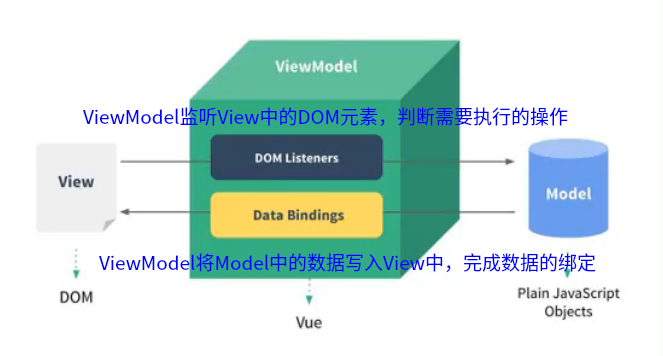 ViewModel
ViewModel监听View中的DOM元素，判断需要执行的操作
DOM Listeners
View
Model
Data Bindings
ViewModel将Model中的数据写入View中，完成数据的绑定
DOM
Vue
Plain JavaScript
Objects